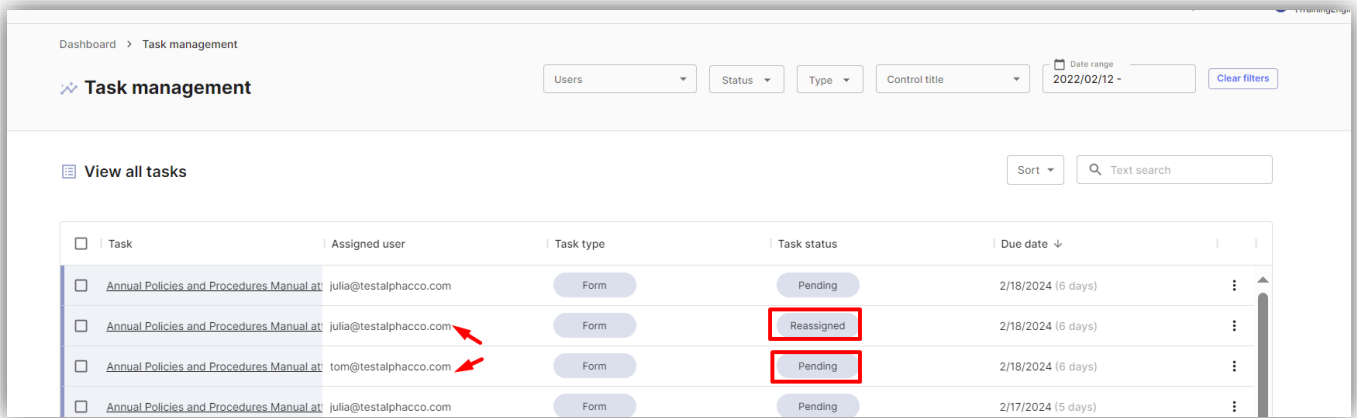 Dashboard > Task management
Task management
Users
Status
Type
Control title
Date range
2022/02/12 -
Clear filters
View all tasks
Sort
Text search
Task Assigned user Task type Task status Due date
Annual Policies and Procedures Manual at julia@testalphacco.com Form Pending 2/18/2024 (6 days)
Annual Policies and Procedures Manual at julia@testalphacco.com Form Reassigned 2/18/2024 (6 days)
Annual Policies and Procedures Manual at tom@testalphacco.com Form Pending 2/18/2024 (6 days)
Annual Policies and Procedures Manual at julia@testalphacco.com Form Pending 2/17/2024 (5 days)